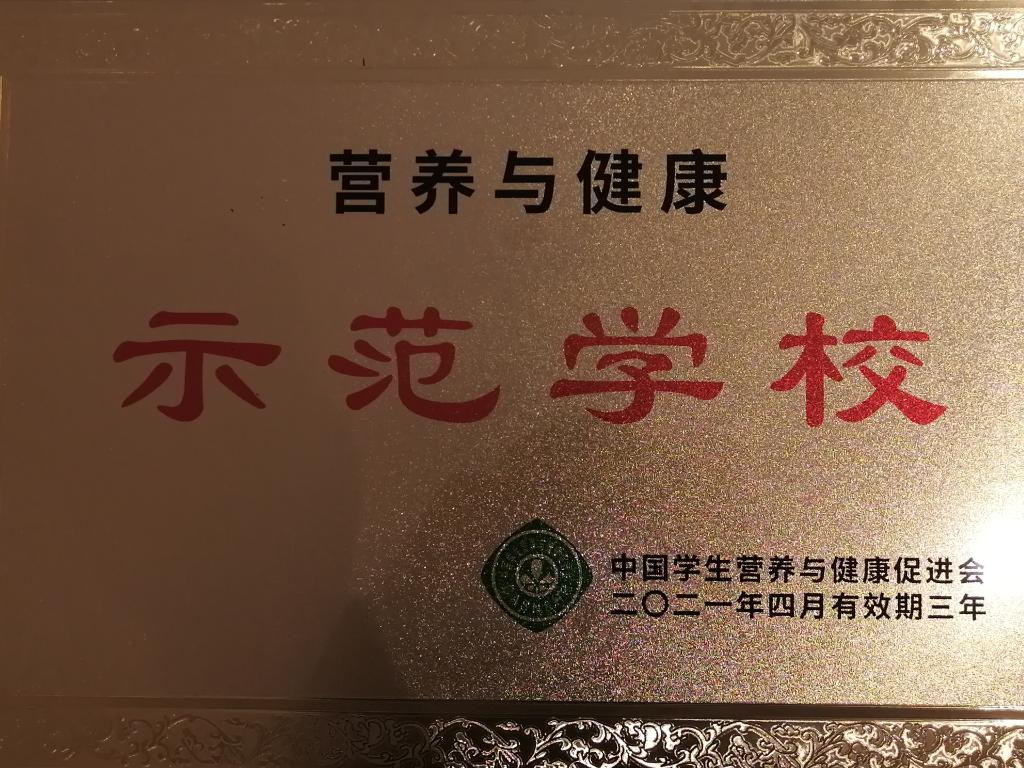 营养与健康
示范学校
中国学生营养与健康促进会
二〇二一年四月有效期三年